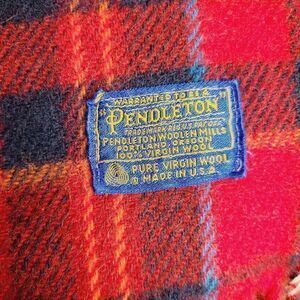 WARRANTED TO BE A
"PENDLETON"
TRADE MARK REG. U.S. PAT. OFF.
PENDLETON WOOLEN MILLS
PORTLAND, OREGON
100% VIRGIN WOOL
PURE VIRGIN WOOL
MADE IN U.S.A.